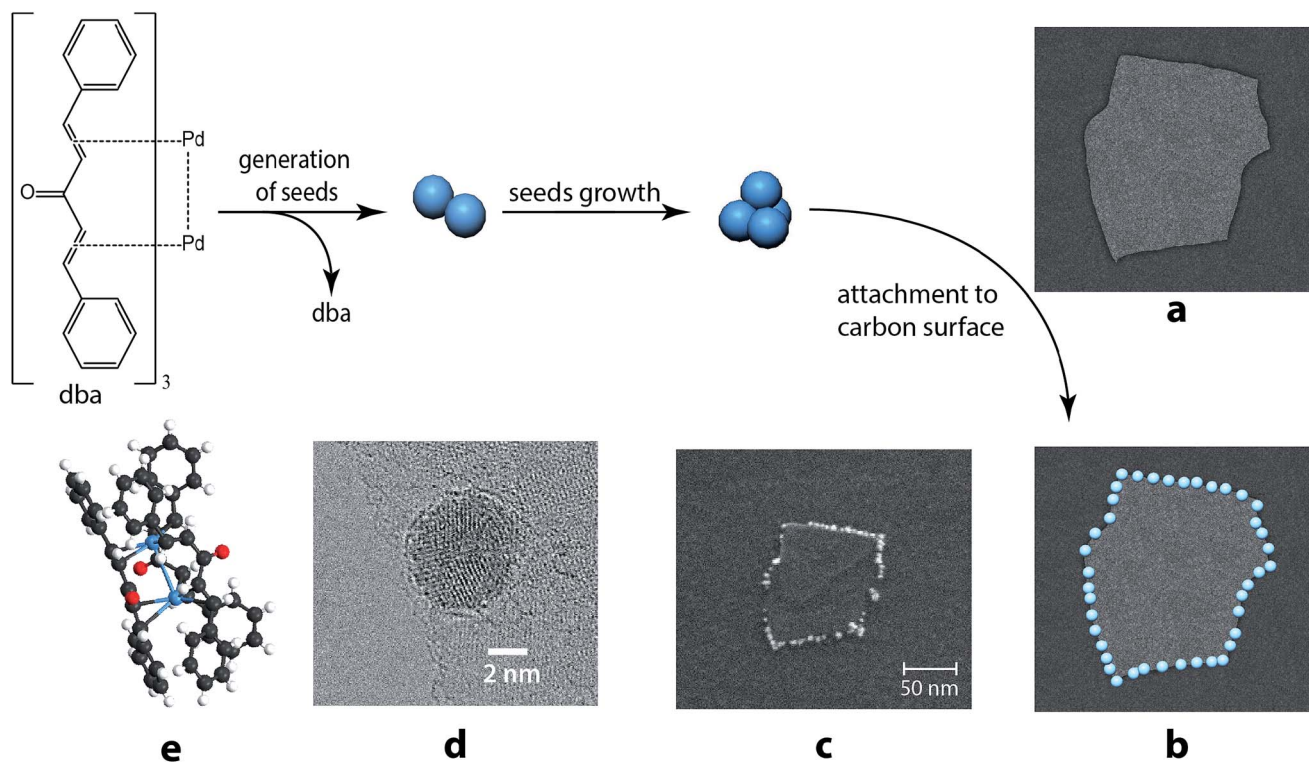 Pd
generation
of seeds
seeds growth
O
Pd
dba
attachment to
carbon surface
a
3
dba
2 nm
50 nm
e
d
c
b